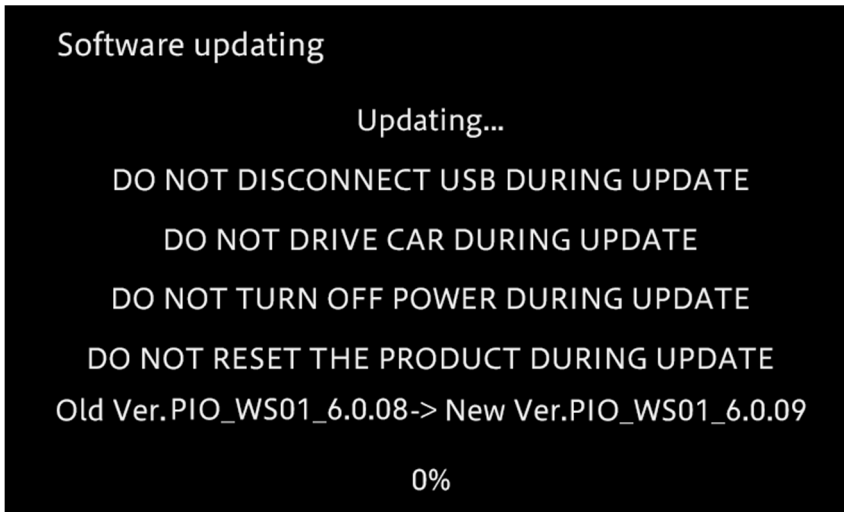 Software updating
Updating...
DO NOT DISCONNECT USB DURING UPDATE
DO NOT DRIVE CAR DURING UPDATE
DO NOT TURN OFF POWER DURING UPDATE
DO NOT RESET THE PRODUCT DURING UPDATE
Old Ver.PIO_WS01_6.0.08-> New Ver.PIO_WS01_6.0.09
0%